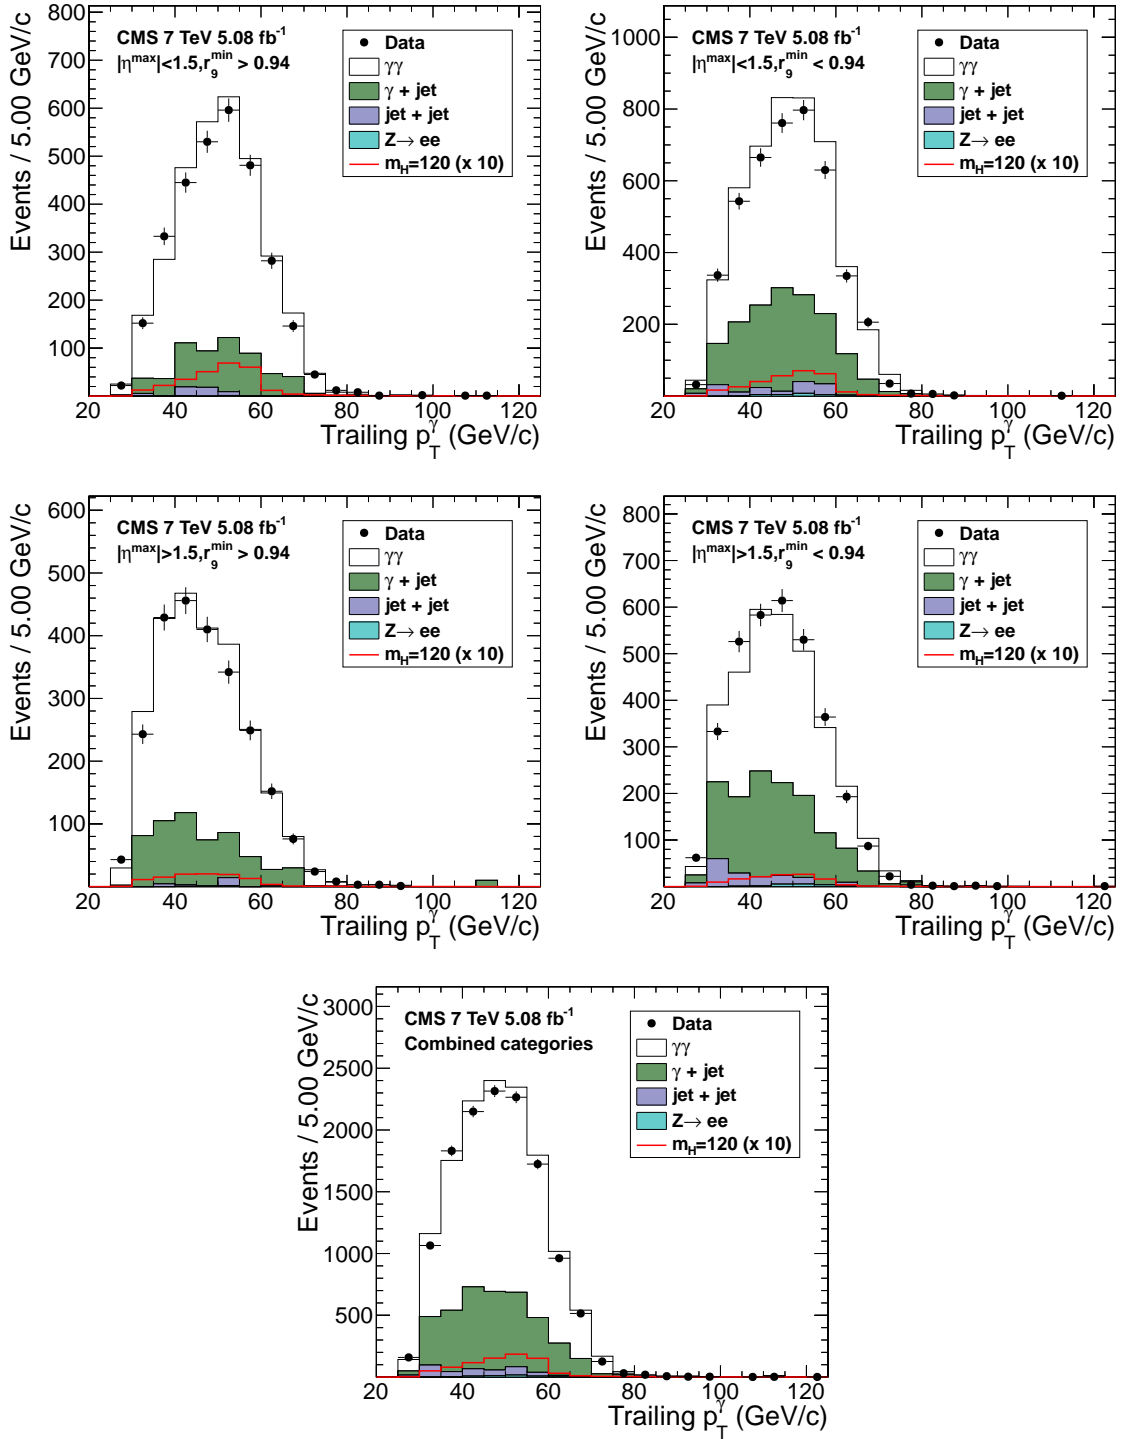 Events / 5.00 GeV/c
800
700
600
500
400
300
200
100
20 40 60 80 100 120
Trailing p_T^γ (GeV/c)
CMS 7 TeV 5.08 fb⁻¹
|η^max|<1.5,r_9^min > 0.94
Data
γγ
γ + jet
jet + jet
Z→ ee
m_H=120 (x 10)
Events / 5.00 GeV/c
1000
800
600
400
200
20 40 60 80 100 120
Trailing p_T^γ (GeV/c)
CMS 7 TeV 5.08 fb⁻¹
|η^max|<1.5,r_9^min < 0.94
Data
γγ
γ + jet
jet + jet
Z→ ee
m_H=120 (x 10)
Events / 5.00 GeV/c
600
500
400
300
200
100
20 40 60 80 100 120
Trailing p_T^γ (GeV/c)
CMS 7 TeV 5.08 fb⁻¹
|η^max|>1.5,r_9^min > 0.94
Data
γγ
γ + jet
jet + jet
Z→ ee
m_H=120 (x 10)
Events / 5.00 GeV/c
800
700
600
500
400
300
200
100
20 40 60 80 100 120
Trailing p_T^γ (GeV/c)
CMS 7 TeV 5.08 fb⁻¹
|η^max|>1.5,r_9^min < 0.94
Data
γγ
γ + jet
jet + jet
Z→ ee
m_H=120 (x 10)
Events / 5.00 GeV/c
3000
2500
2000
1500
1000
500
20 40 60 80 100 120
Trailing p_T^γ (GeV/c)
CMS 7 TeV 5.08 fb⁻¹
Combined categories
Data
γγ
γ + jet
jet + jet
Z→ ee
m_H=120 (x 10)